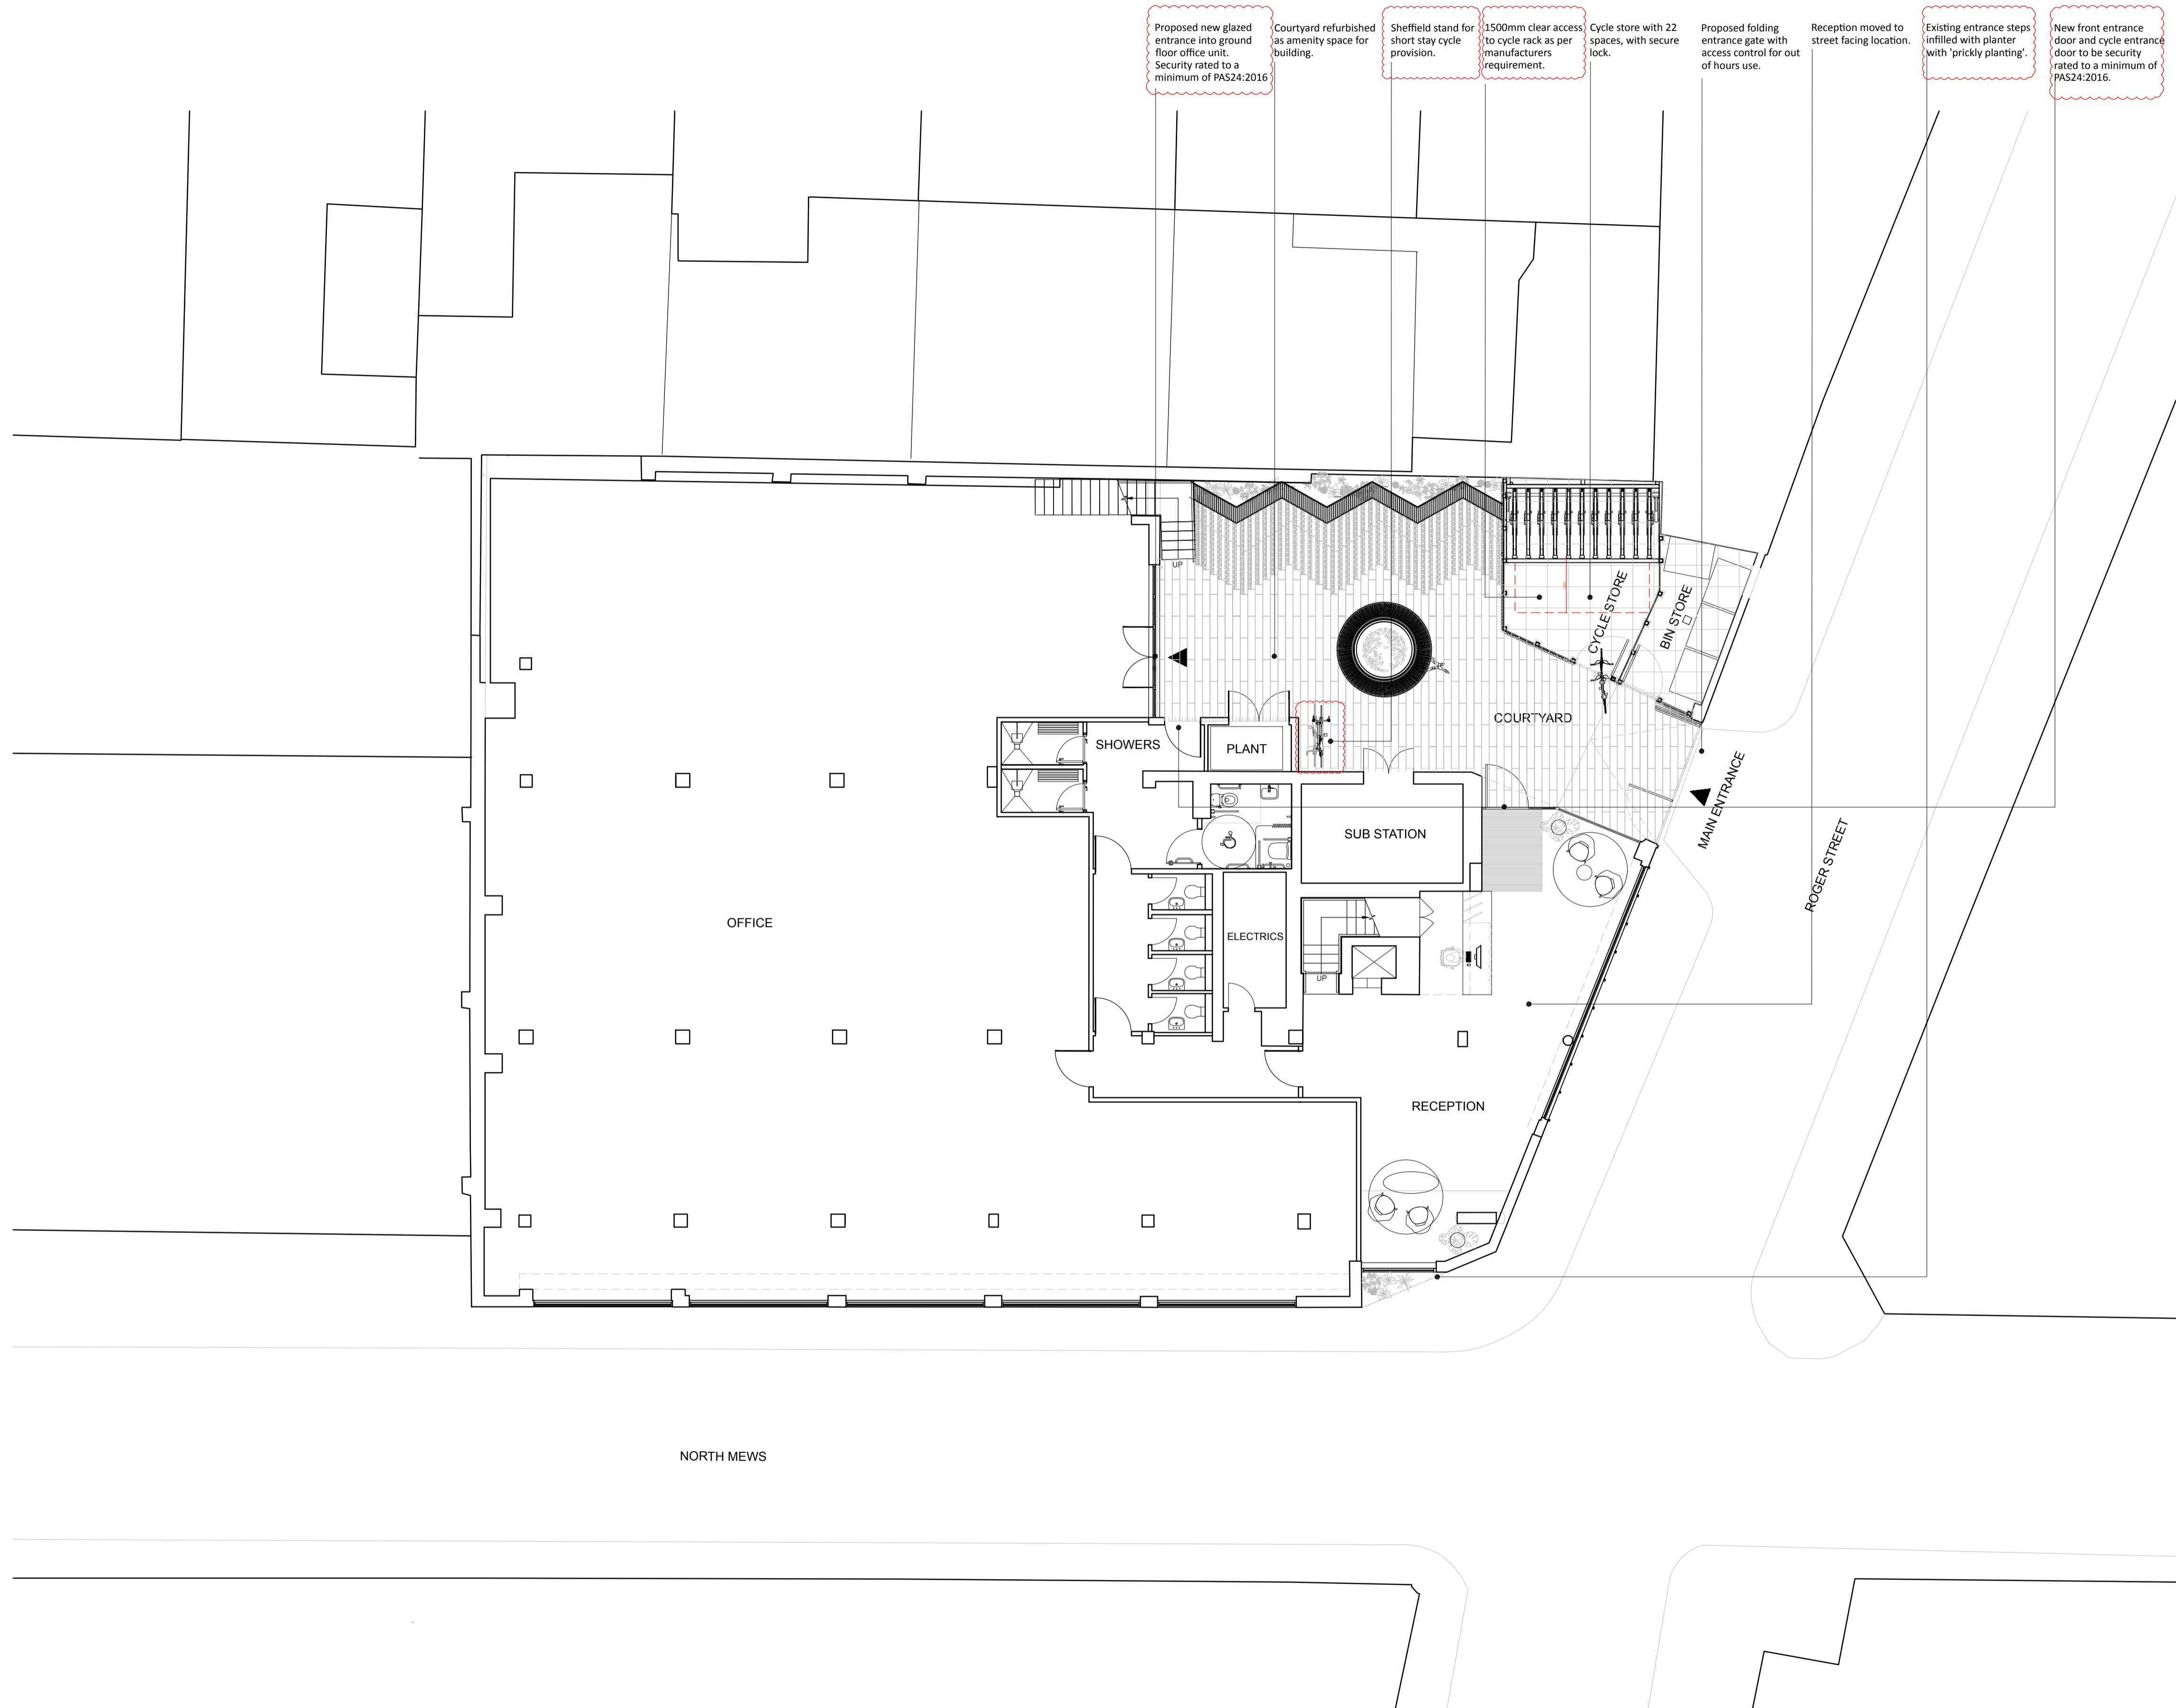 Proposed new glazed
entrance into ground
floor office unit.
Security rated to a
minimum of PAS24:2016
Courtyard refurbished
as amenity space for
building.
Sheffield stand for
short stay cycle
provision.
1500mm clear access
to cycle rack as per
manufacturers
requirement.
Cycle store with 22
spaces, with secure
lock.
Proposed folding
entrance gate with
access control for out
of hours use.
Reception moved to
street facing location.
Existing entrance steps
infilled with planter
with 'prickly planting'.
New front entrance
door and cycle entrance
door to be security
rated to a minimum of
PAS24:2016.
UP
CYCLE STORE
BIN STORE
COURTYARD
SHOWERS
PLANT
MAIN ENTRANCE
SUB STATION
ROGER STREET
OFFICE
ELECTRICS
UP
RECEPTION
NORTH MEWS